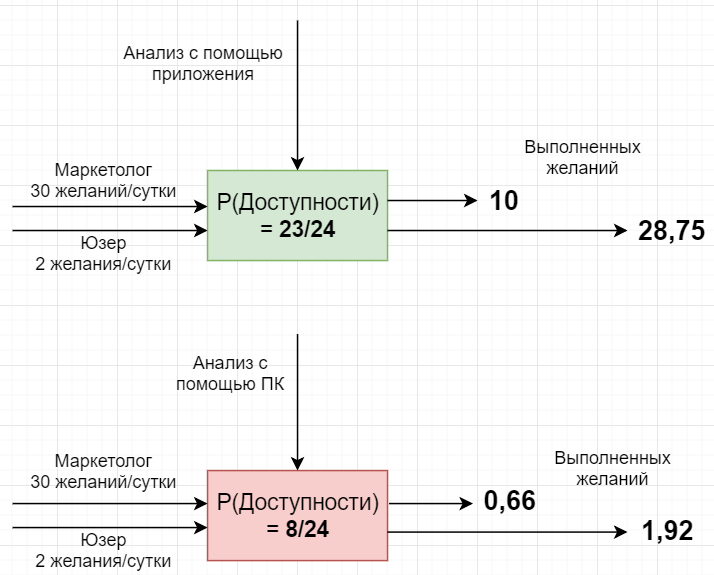 Анализ с помощью
приложения
Маркетолог
30 желаний/сутки
Юзер
2 желания/сутки
Р(Доступности)
= 23/24
Выполненных
желаний
10
28,75
Анализ с
помощью ПК
Маркетолог
30 желаний/сутки
Юзер
2 желания/сутки
Р(Доступности)
= 8/24
Выполненных
желаний
0,66
1,92